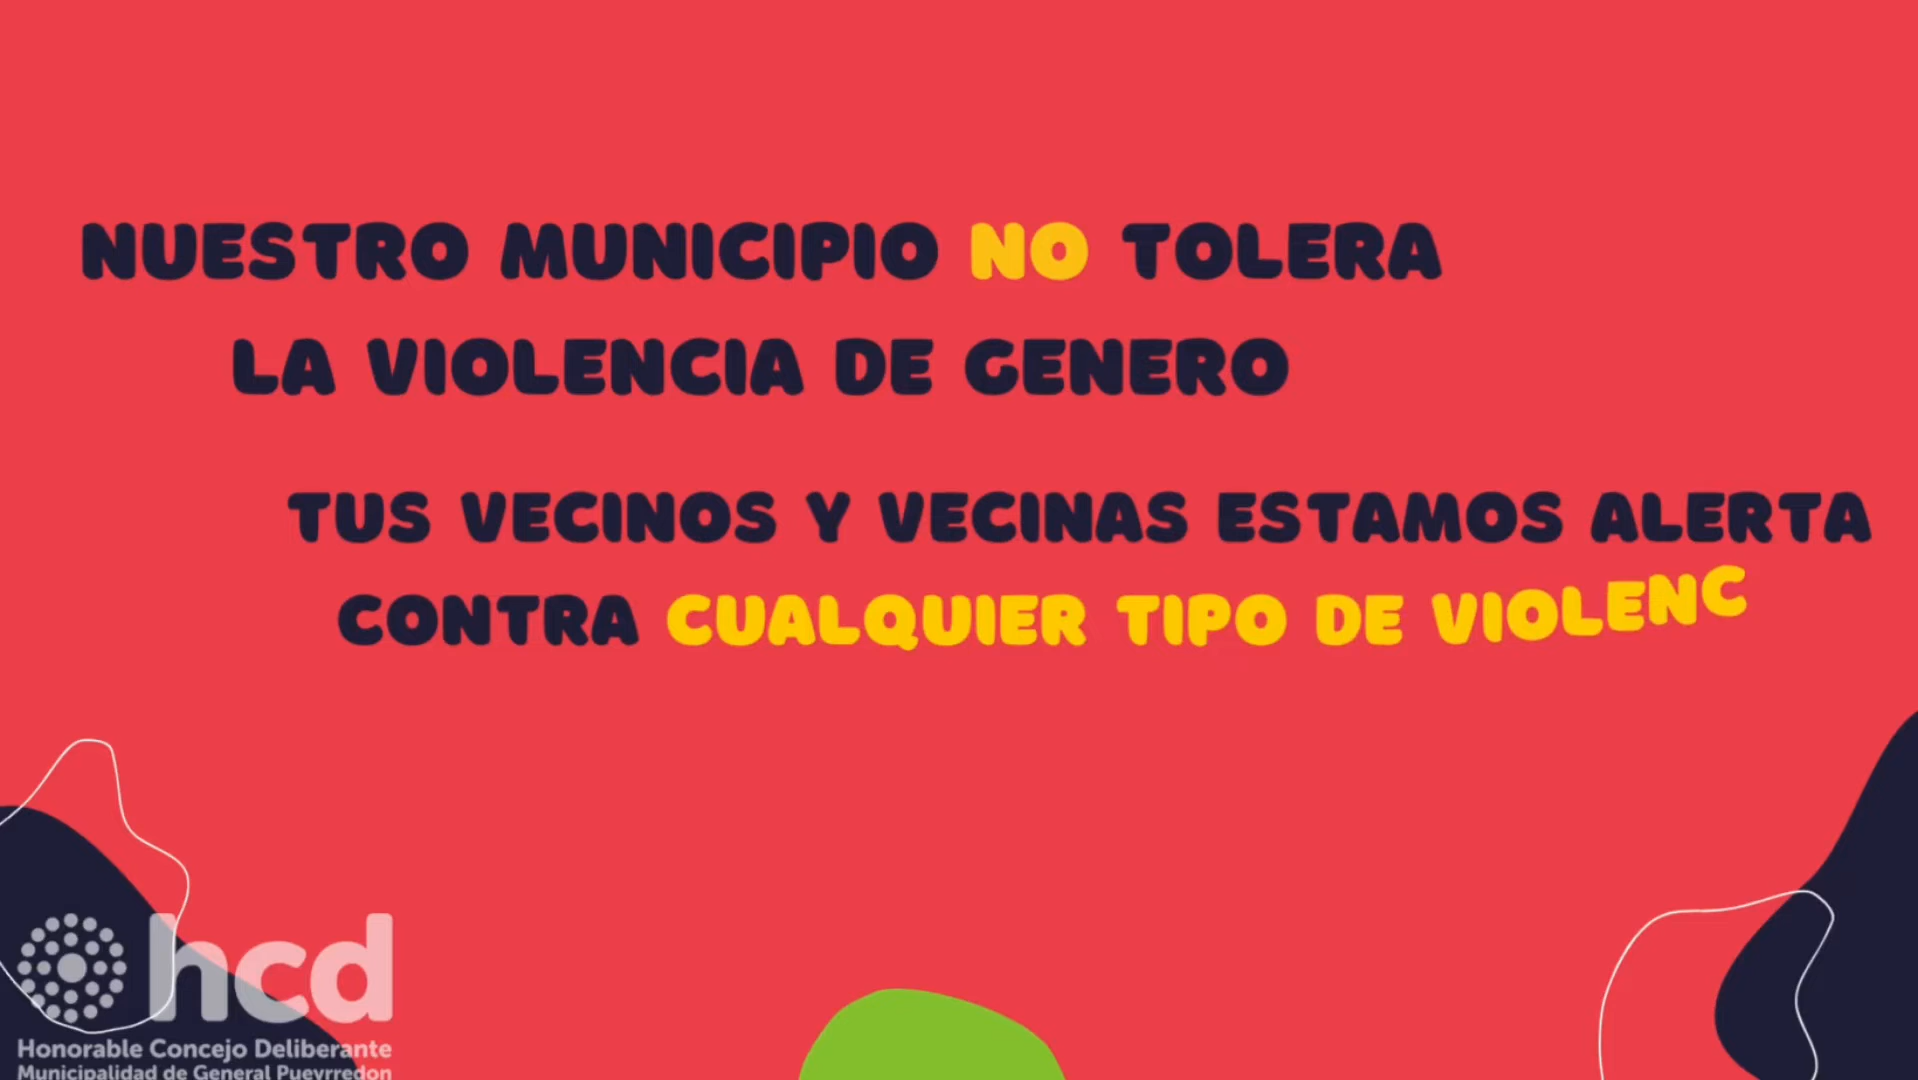 NUESTRO MUNICIPIO NO TOLERA
LA VIOLENCIA DE GENERO
TUS VECINOS Y VECINAS ESTAMOS ALERTA
CONTRA CUALQUIER TIPO DE VIOLENC
hcd
Honorable Concejo Deliberante
Municipalidad de General Pueyrredon